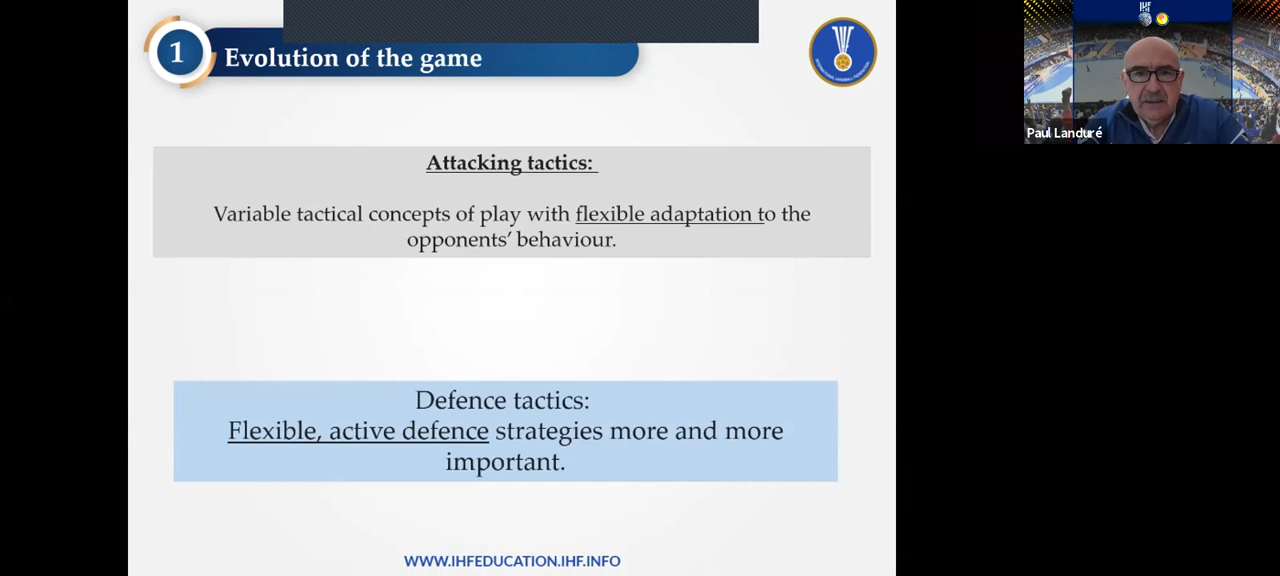 1
Evolution of the game
IHF
Paul Landuré
Attacking tactics:
Variable tactical concepts of play with flexible adaptation to the
opponents’ behaviour.
Defence tactics:
Flexible, active defence strategies more and more
important.
WWW.IHFEDUCATION.IHF.INFO